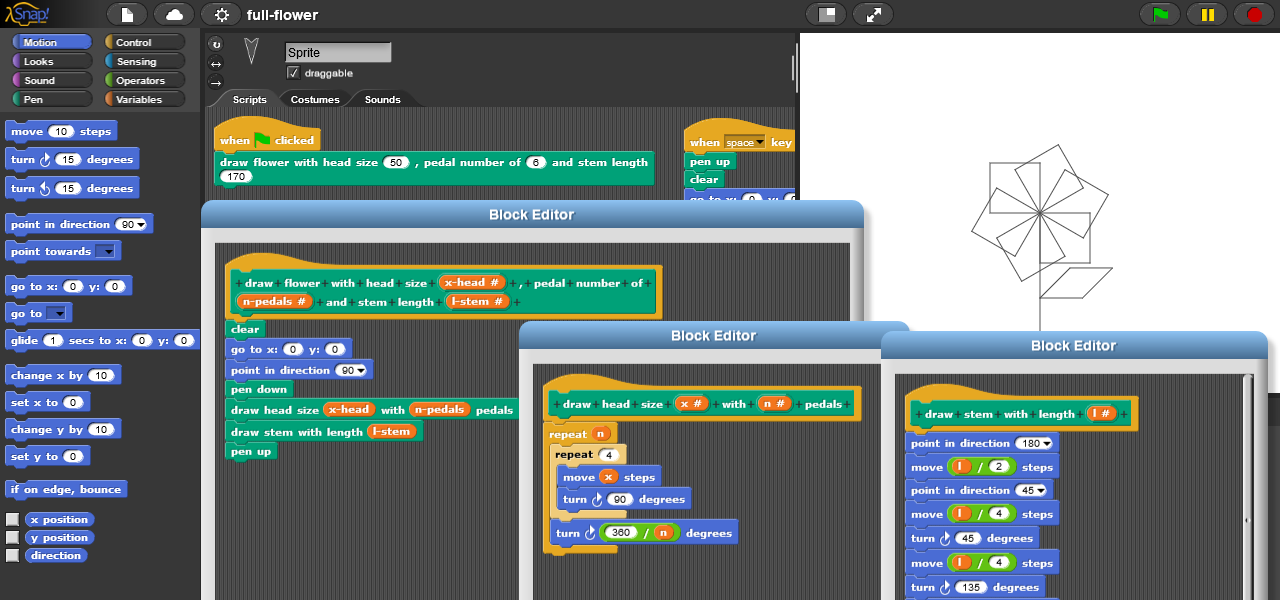 Snap!
full-flower
Motion Control
Looks Sensing
Sound Operators
Pen Variables
move 10 steps
turn 15 degrees
turn 15 degrees
point in direction 90
point towards
go to x: 0 y: 0
go to
glide 1 secs to x: 0 y: 0
change x by 10
set x to 0
change y by 10
set y to 0
if on edge, bounce
x position
y position
direction
Sprite
draggable
Scripts Costumes Sounds
when clicked
draw flower with head size 50 , pedal number of 6 and stem length
170
when space key
pen up
clear
go to x: 0 y:
Block Editor
+ draw + flower + with + head + size + x-head # + , + pedal + number + of +
n-pedals # + and + stem + length + l-stem # +
clear
go to x: 0 y: 0
point in direction 90
pen down
draw head size x-head with n-pedals pedals
draw stem with length l-stem
pen up
Block Editor
+ draw + head + size + x # + with + n # + pedals +
repeat n
repeat 4
move x steps
turn 90 degrees
turn 360 / n degrees
Block Editor
+ draw + stem + with + length + l # +
point in direction 180
move l / 2 steps
point in direction 45
move l / 4 steps
turn 45 degrees
move l / 4 steps
turn 135 degrees